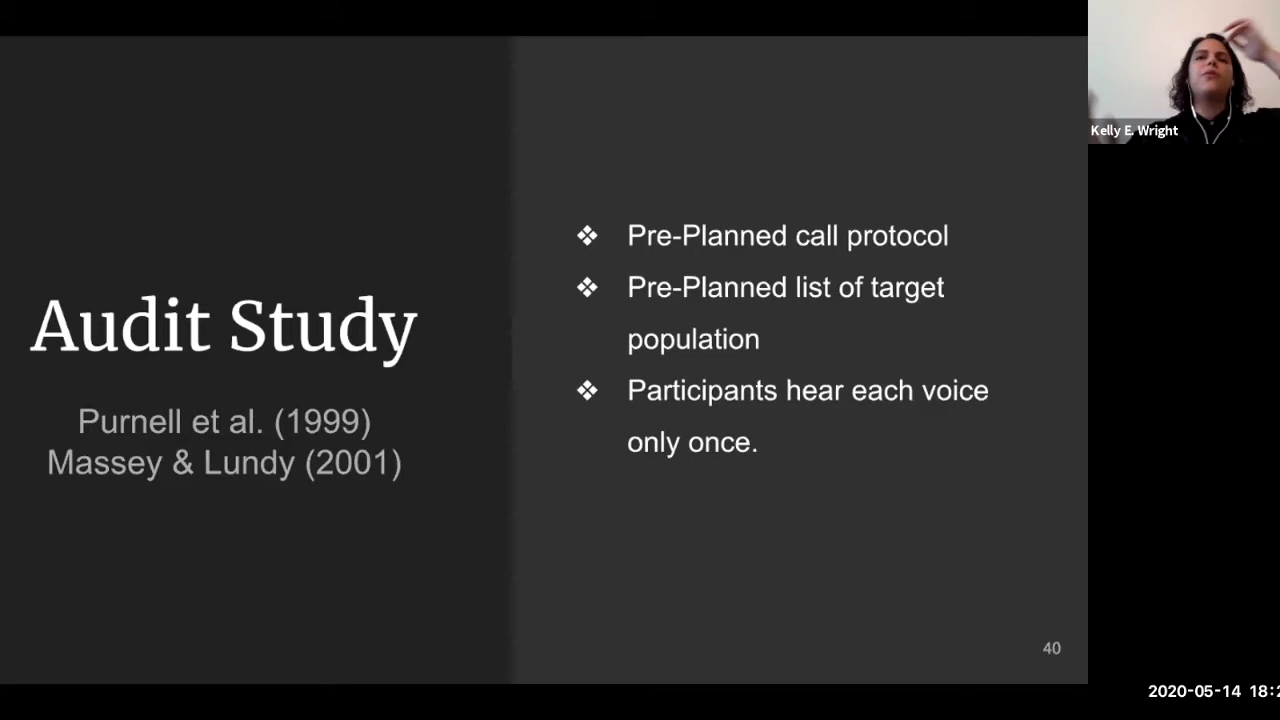 Audit Study
Purnell et al. (1999)
Massey & Lundy (2001)
❖ Pre-Planned call protocol
❖ Pre-Planned list of target
population
❖ Participants hear each voice
only once.
40
Kelly E. Wright
2020-05-14 18:2